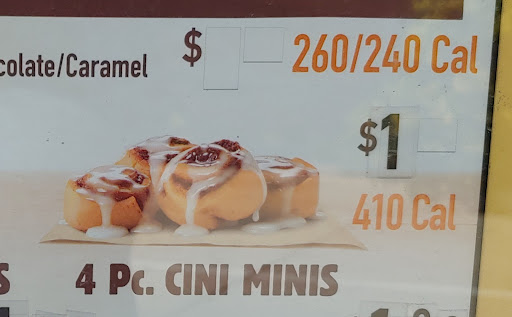 colate/Caramel $ 260/240 Cal
$1
410 Cal
S 4 Pc. CINI MINIS